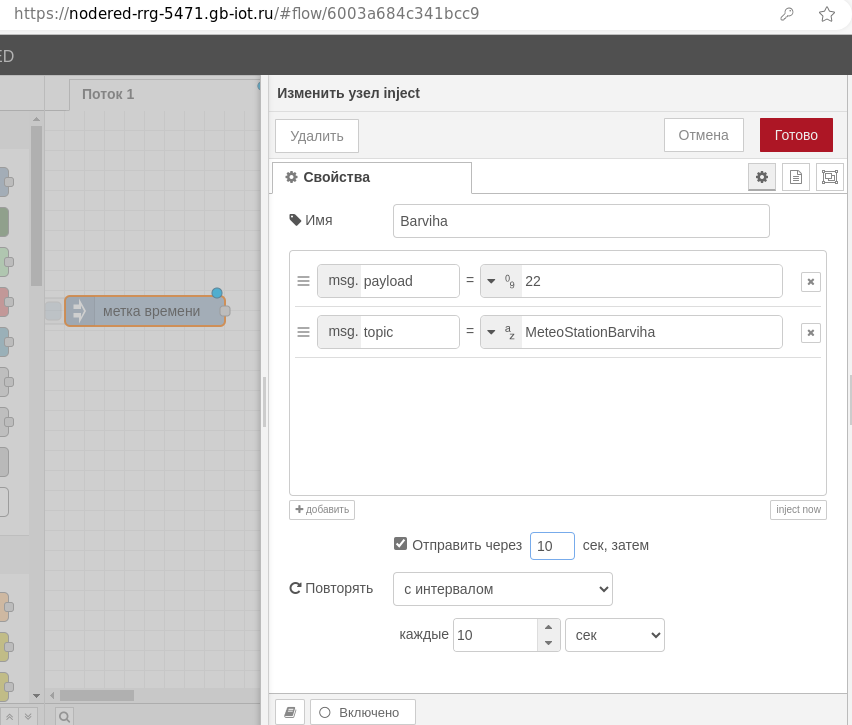 https://nodered-rrg-5471.gb-iot.ru/#flow/6003a684c341bcc9
ED
Поток 1
Изменить узел inject
Удалить
Отмена
Готово
Свойства
Имя
Barviha
msg. payload = 0 9 22
msg. topic = a z MeteoStationBarviha
метка времени
добавить
inject now
Отправить через 10 сек, затем
Повторять с интервалом
каждые 10 сек
Включено